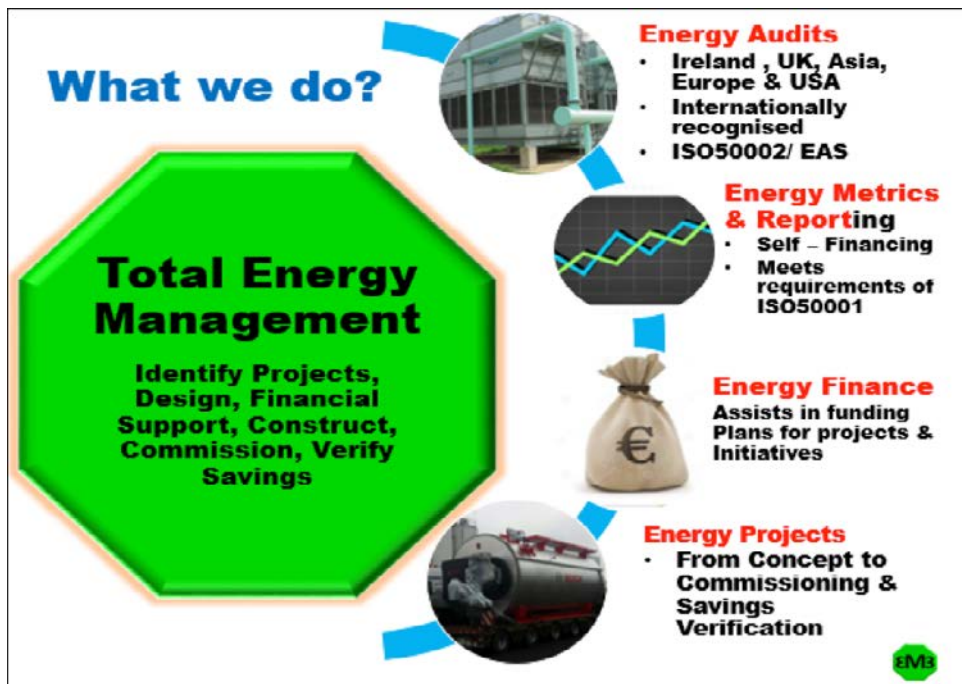 What we do?
Total Energy
Management
Identify Projects,
Design, Financial
Support, Construct,
Commission, Verify
Savings
Energy Audits
• Ireland , UK, Asia,
Europe & USA
• Internationally
recognised
• ISO50002/ EAS
Energy Metrics
& Reporting
• Self – Financing
• Meets
requirements of
ISO50001
€
Energy Finance
Assists in funding
Plans for projects &
Initiatives
Energy Projects
• From Concept to
Commissioning &
Savings
Verification